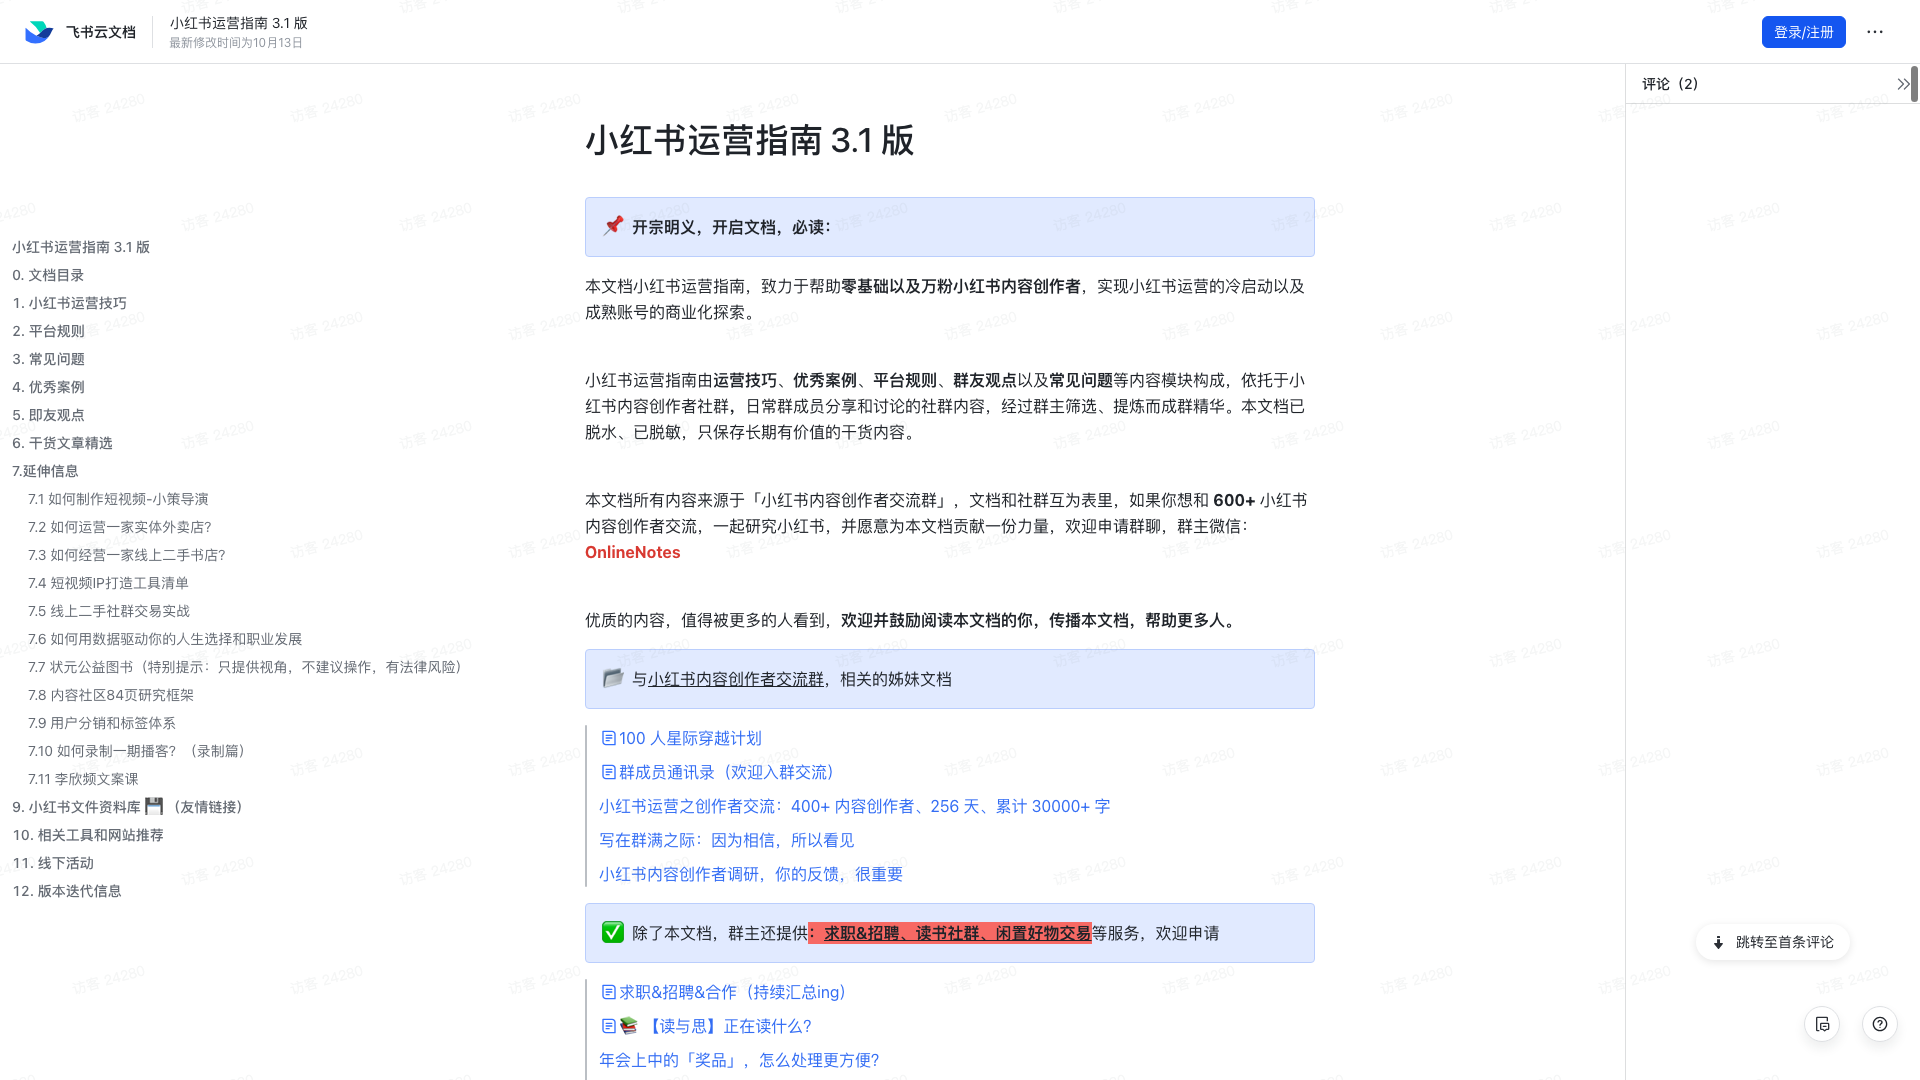 飞书云文档
小红书运营指南 3.1 版
最新修改时间为10月13日
登录/注册
小红书运营指南 3.1 版
0. 文档目录
1. 小红书运营技巧
2. 平台规则
3. 常见问题
4. 优秀案例
5. 即友观点
6. 干货文章精选
7.延伸信息
7.1 如何制作短视频-小策导演
7.2 如何运营一家实体外卖店?
7.3 如何经营一家线上二手书店?
7.4 短视频IP打造工具清单
7.5 线上二手社群交易实战
7.6 如何用数据驱动你的人生选择和职业发展
7.7 状元公益图书（特别提示：只提供视角，不建议操作，有法律风险）
7.8 内容社区84页研究框架
7.9 用户分销和标签体系
7.10 如何录制一期播客？（录制篇）
7.11 李欣频文案课
9. 小红书文件资料库 💾 （友情链接）
10. 相关工具和网站推荐
11. 线下活动
12. 版本迭代信息
小红书运营指南 3.1 版
📌 开宗明义，开启文档，必读：
本文档小红书运营指南，致力于帮助零基础以及万粉小红书内容创作者，实现小红书运营的冷启动以及
成熟账号的商业化探索。
小红书运营指南由运营技巧、优秀案例、平台规则、群友观点以及常见问题等内容模块构成，依托于小
红书内容创作者社群，日常群成员分享和讨论的社群内容，经过群主筛选、提炼而成群精华。本文档已
脱水、已脱敏，只保存长期有价值的干货内容。
本文档所有内容来源于「小红书内容创作者交流群」，文档和社群互为表里，如果你想和 600+ 小红书
内容创作者交流，一起研究小红书，并愿意为本文档贡献一份力量，欢迎申请群聊，群主微信：
OnlineNotes
优质的内容，值得被更多的人看到，欢迎并鼓励阅读本文档的你，传播本文档，帮助更多人。
与小红书内容创作者交流群，相关的姊妹文档
100 人星际穿越计划
群成员通讯录（欢迎入群交流）
小红书运营之创作者交流：400+ 内容创作者、256 天、累计 30000+ 字
写在群满之际：因为相信，所以看见
小红书内容创作者调研，你的反馈，很重要
✅ 除了本文档，群主还提供：求职&招聘、读书社群、闲置好物交易等服务，欢迎申请
求职&招聘&合作（持续汇总ing）
📚 【读与思】正在读什么?
年会上中的「奖品」，怎么处理更方便?
评论（2）
跳转至首条评论
访客 24280